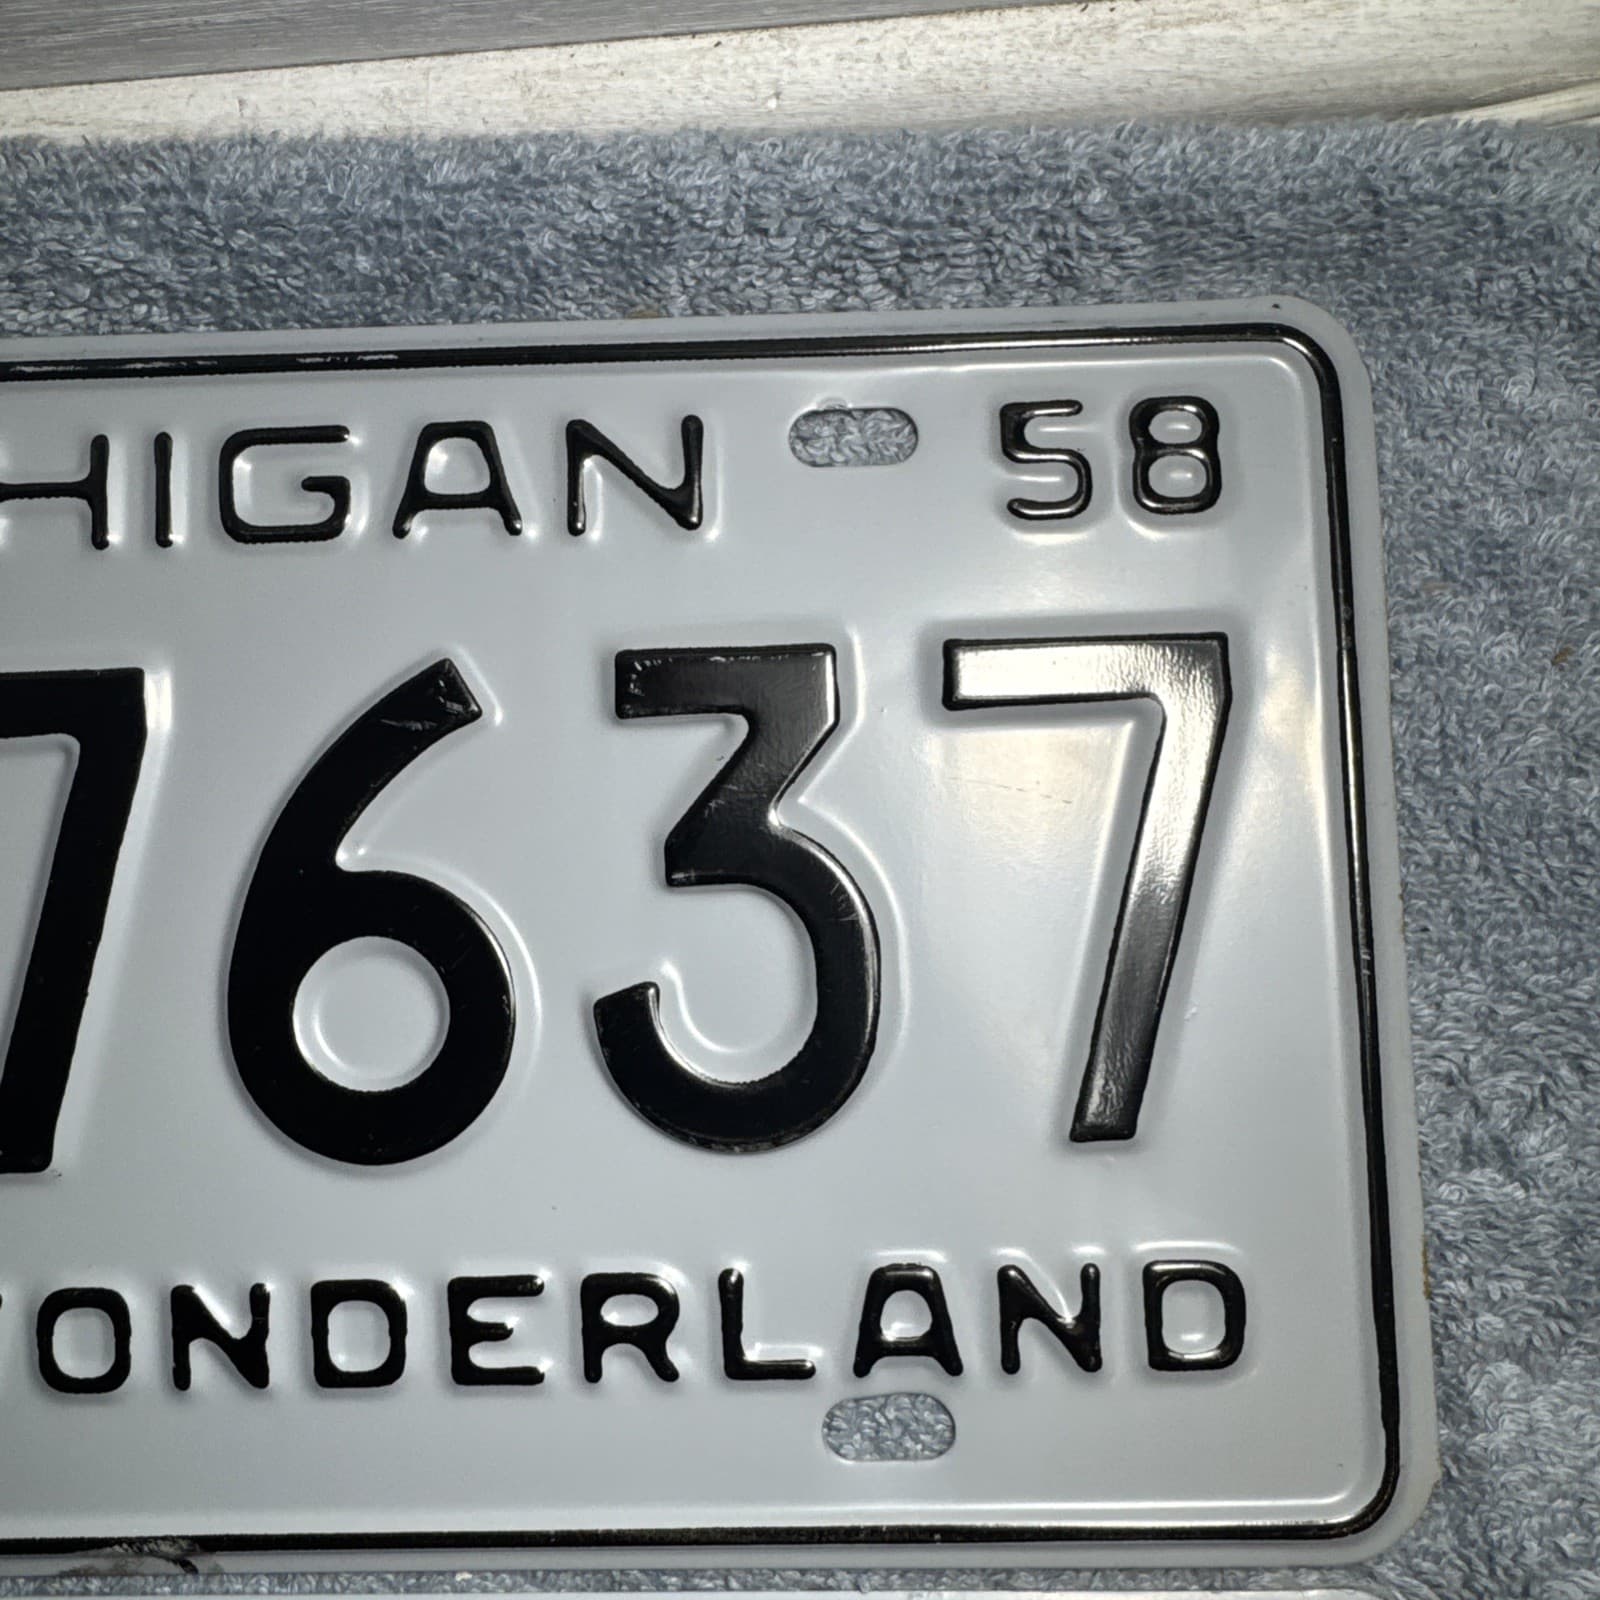 HIGAN 58
7637
ONDERLAND